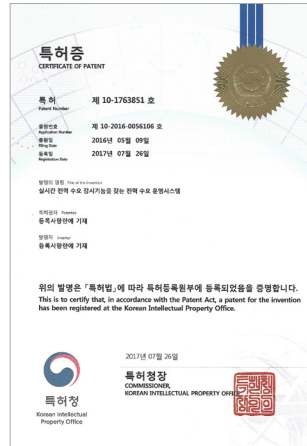 특허증
CERTIFICATE OF PATENT
특 허 제 10-1763851 호
Patent Number
출원번호 제 10-2016-0056106 호
Application Number
출원일 2016년 05월 09일
Filing Date
등록일 2017년 07월 26일
Registration Date
발명의 명칭 Title of the Invention
실시간 전력 수요 감시기능을 갖는 전력 수요 운영시스템
특허권자 Patentee
등록사항란에 기재
발명자 Inventor
등록사항란에 기재
위의 발명은 「특허법」에 따라 특허등록원부에 등록되었음을 증명합니다.
This is to certify that, in accordance with the Patent Act, a patent for the invention
has been registered at the Korean Intellectual Property Office.
2017년 07월 26일
특허청장
COMMISSIONER,
KOREAN INTELLECTUAL PROPERTY OFFICE
특허청
Korean Intellectual
Property Office